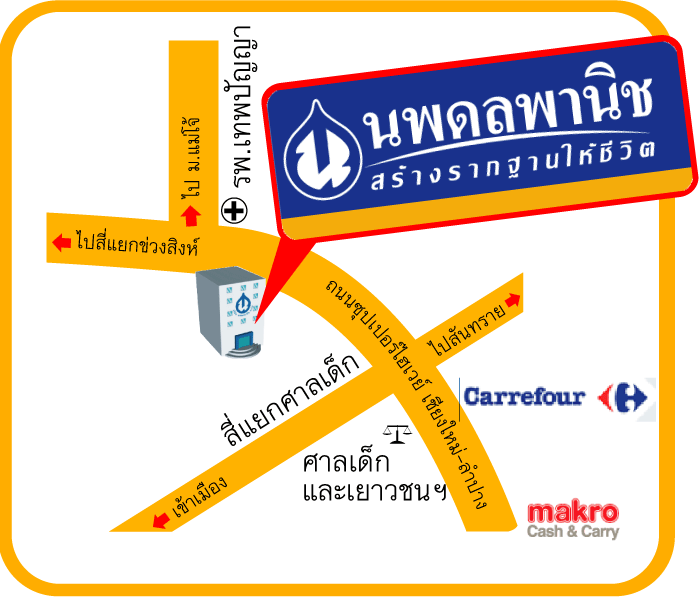 รพ.เทพปัญญา
ไป ม.แม่โจ้
น
นพดลพานิช
สร้างรากฐานให้ชีวิต
ไปสี่แยกข่วงสิงห์
น
ถนนซุปเปอร์ไฮเวย์ เชียงใหม่-ลำปาง
ไปสันทราย
สี่แยกศาลเด็ก
Carrefour
ศาลเด็ก
และเยาวชนฯ
เข้าเมือง
makro
Cash & Carry